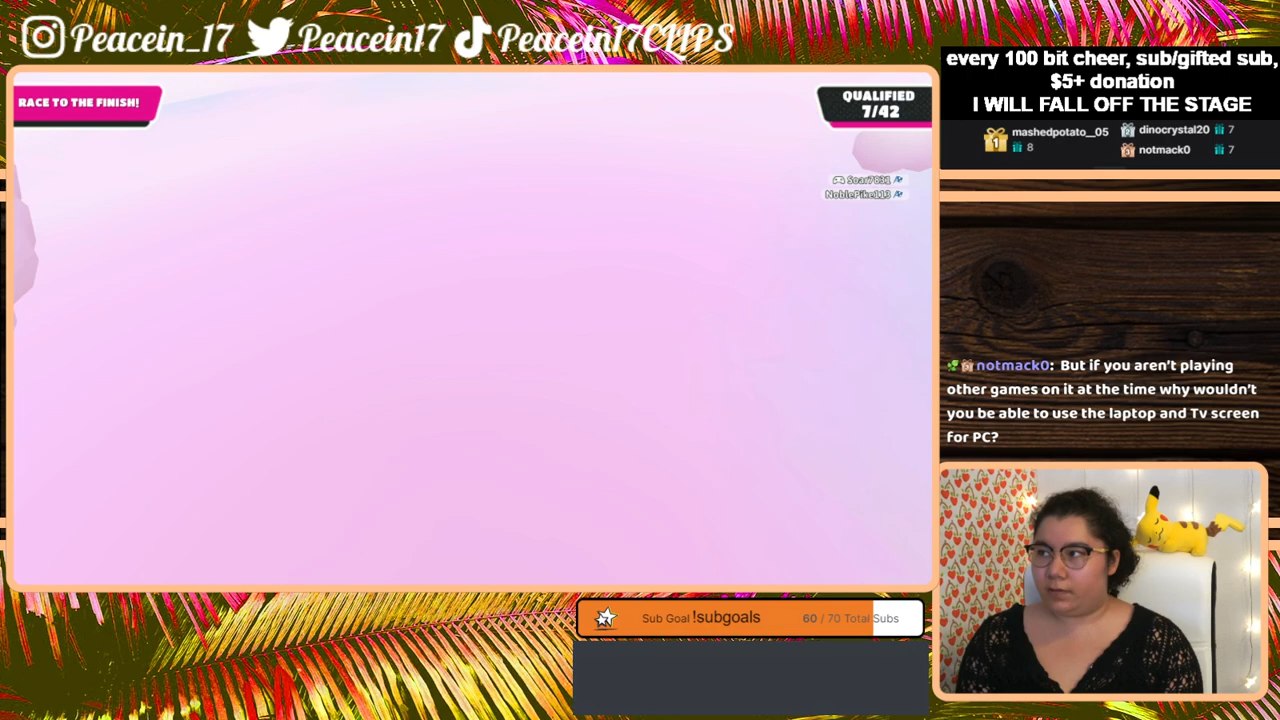 Peacein_17 Peacein17 Peacein17CLIPS
every 100 bit cheer, sub/gifted sub,
$5+ donation
I WILL FALL OFF THE STAGE
mashedpotato__05
8
dinocrystal20 7
notmack0 7
RACE TO THE FINISH!
QUALIFIED
7/42
Soar7831
NoblePike113
notmack0: But if you aren't playing
other games on it at the time why wouldn't
you be able to use the laptop and Tv screen
for PC?
Sub Goal !subgoals 60 / 70 Total Subs